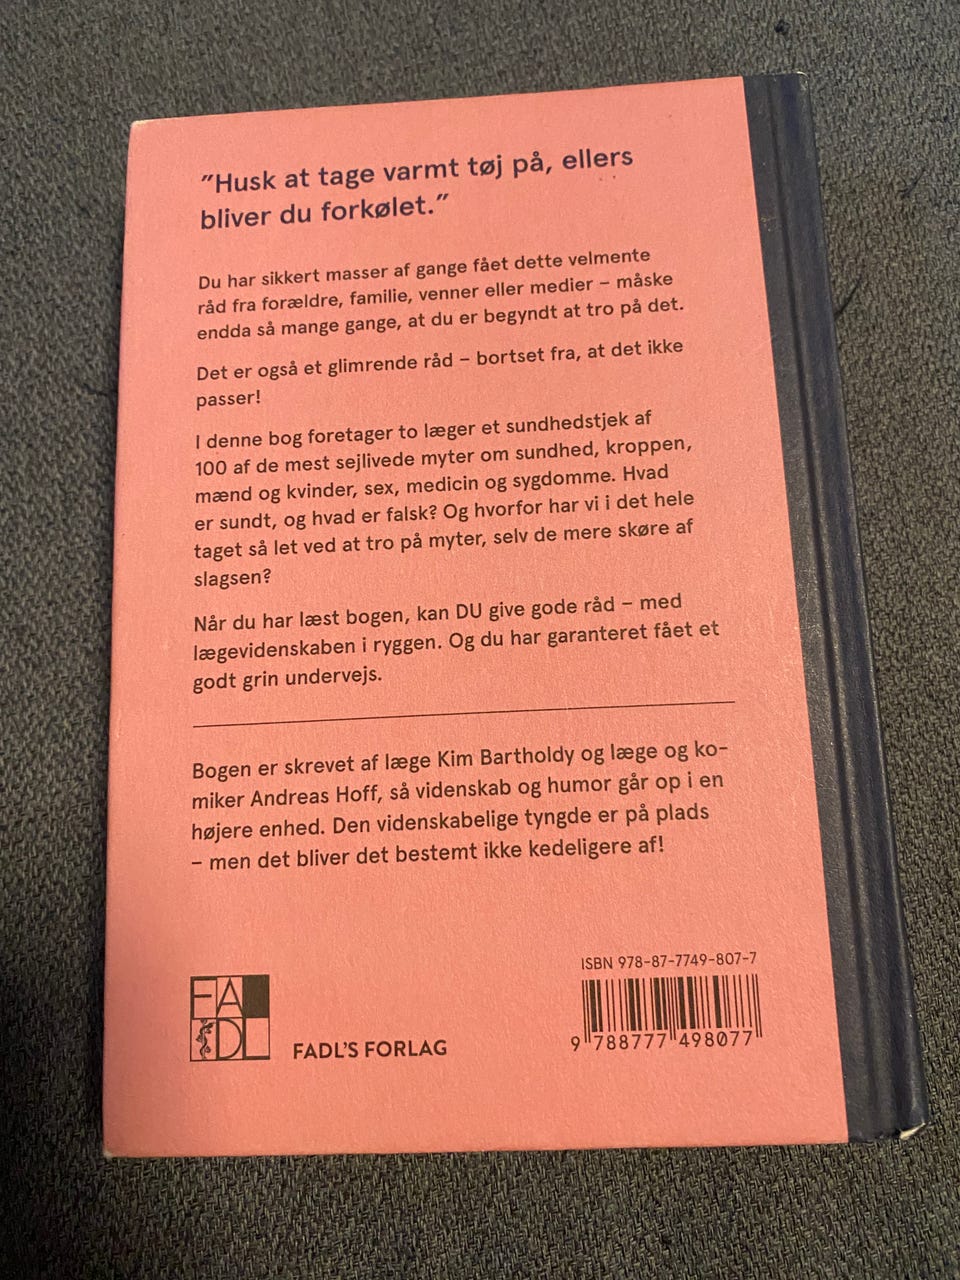 "Husk at tage varmt tøj på, ellers
bliver du forkølet."
Du har sikkert masser af gange fået dette velmente
råd fra forældre, familie, venner eller medier – måske
endda så mange gange, at du er begyndt at tro på det.
Det er også et glimrende råd – bortset fra, at det ikke
passer!
I denne bog foretager to læger et sundhedstjek af
100 af de mest sejlivede myter om sundhed, kroppen,
mænd og kvinder, sex, medicin og sygdomme. Hvad
er sundt, og hvad er falsk? Og hvorfor har vi i det hele
taget så let ved at tro på myter, selv de mere skøre af
slagsen?
Når du har læst bogen, kan DU give gode råd – med
lægevidenskaben i ryggen. Og du har garanteret fået et
godt grin undervejs.
Bogen er skrevet af læge Kim Bartholdy og læge og ko-
miker Andreas Hoff, så videnskab og humor går op i en
højere enhed. Den videnskabelige tyngde er på plads
– men det bliver det bestemt ikke kedeligere af!
FA
DL
FADL'S FORLAG
ISBN 978-87-7749-807-7
9 788777 498077